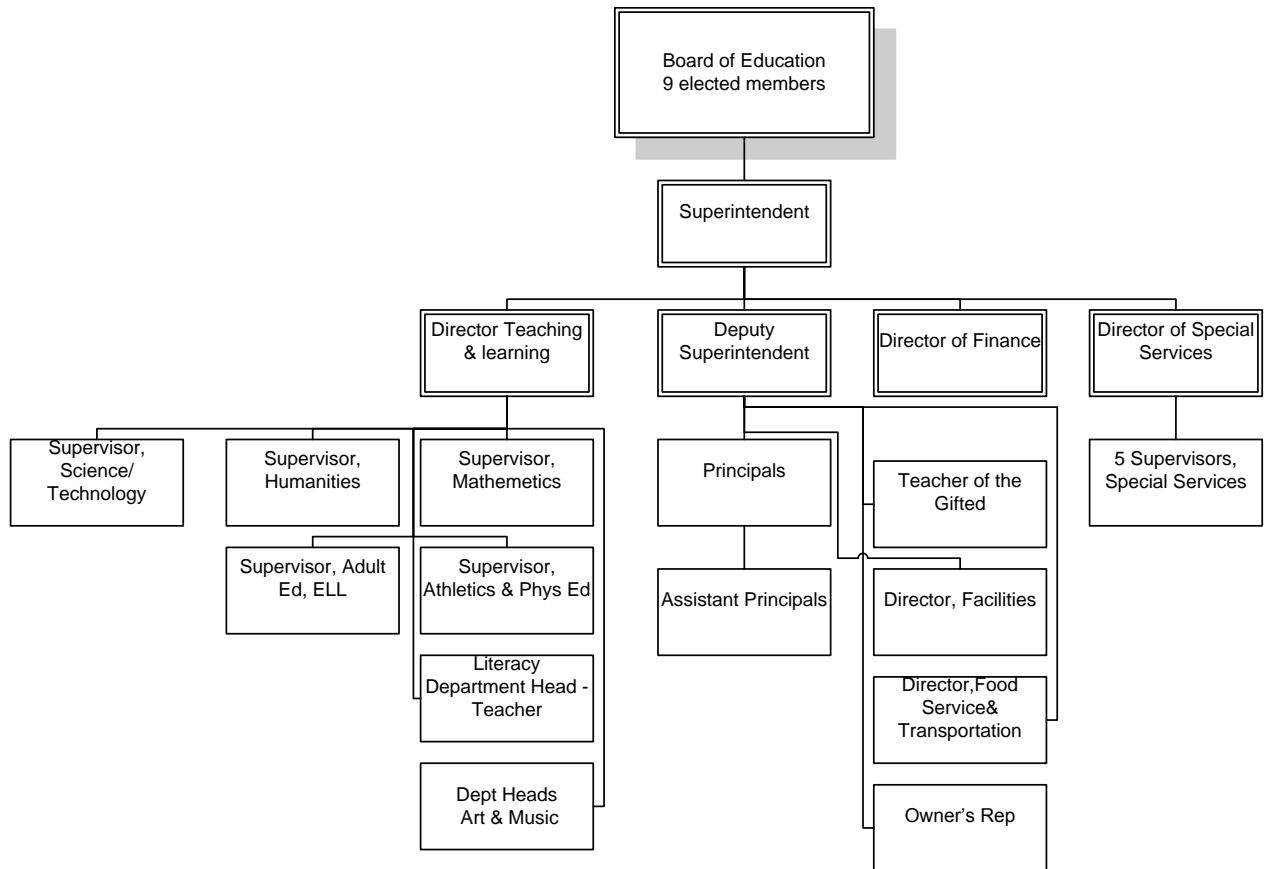 Board of Education
9 elected members
Superintendent
Director Teaching
& learning
Deputy
Superintendent
Director of Finance
Director of Special
Services
Supervisor,
Science/
Technology
Supervisor,
Humanities
Supervisor,
Mathemetics
Principals
Teacher of the
Gifted
5 Supervisors,
Special Services
Supervisor, Adult
Ed, ELL
Supervisor,
Athletics & Phys Ed
Assistant Principals
Director, Facilities
Literacy
Department Head -
Teacher
Director,Food
Service&
Transportation
Dept Heads
Art & Music
Owner's Rep